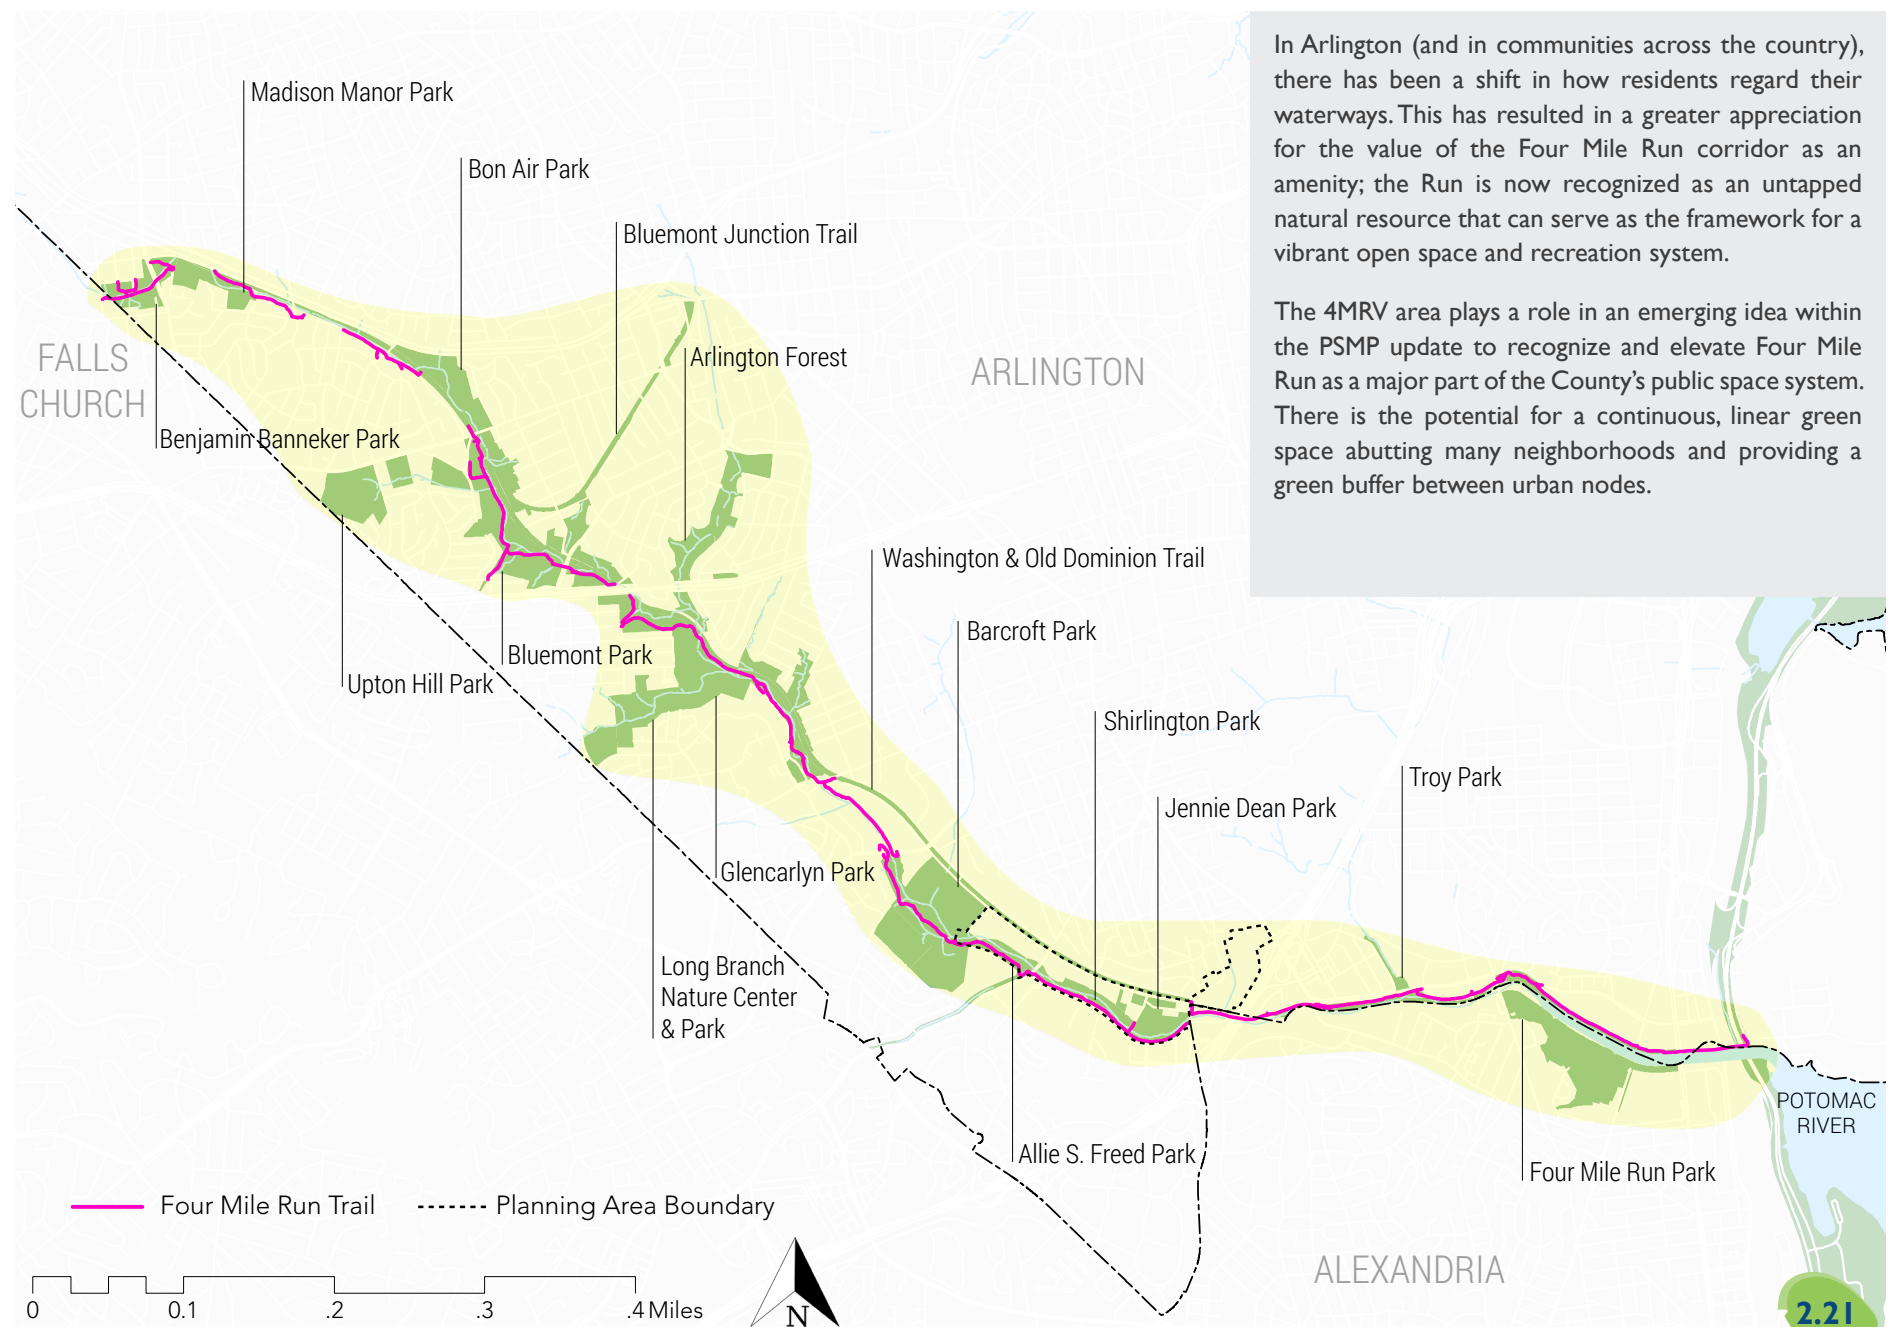 In Arlington (and in communities across the country),
there has been a shift in how residents regard their
waterways. This has resulted in a greater appreciation
for the value of the Four Mile Run corridor as an
amenity; the Run is now recognized as an untapped
natural resource that can serve as the framework for a
vibrant open space and recreation system.
The 4MRV area plays a role in an emerging idea within
the PSMP update to recognize and elevate Four Mile
Run as a major part of the County's public space system.
There is the potential for a continuous, linear green
space abutting many neighborhoods and providing a
green buffer between urban nodes.
Madison Manor Park
Bon Air Park
Bluemont Junction Trail
Arlington Forest
FALLS
CHURCH
ARLINGTON
Benjamin Banneker Park
Washington & Old Dominion Trail
Barcroft Park
Bluemont Park
Upton Hill Park
Shirlington Park
Troy Park
Jennie Dean Park
Glencarlyn Park
Long Branch
Nature Center
& Park
POTOMAC
RIVER
Allie S. Freed Park
Four Mile Run Park
Four Mile Run Trail
Planning Area Boundary
ALEXANDRIA
0 0.1 .2 .3 .4 Miles
N
2.21